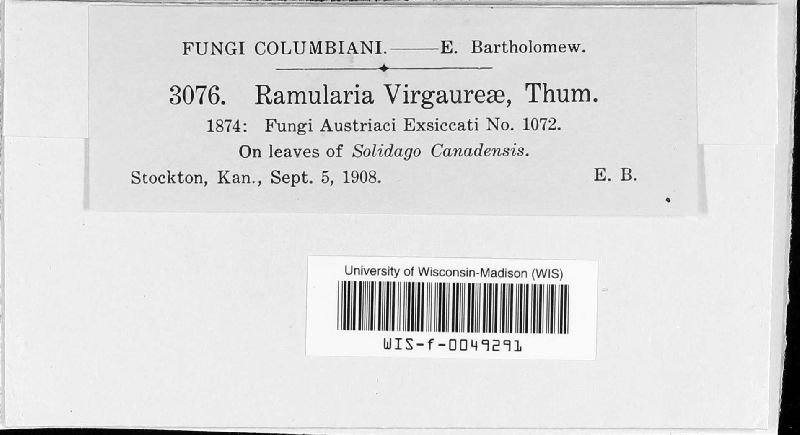 FUNGI COLUMBIANI.——E. Bartholomew.
3076. Ramularia Virgaureæ, Thum.
1874: Fungi Austriaci Exsiccati No. 1072.
On leaves of Solidago Canadensis.
Stockton, Kan., Sept. 5, 1908. E. B.
University of Wisconsin-Madison (WIS)
WIS-f-0049291